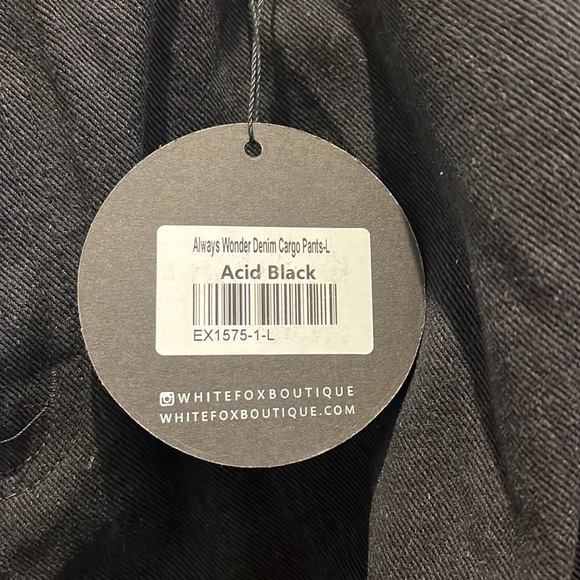 Always Wonder Denim Cargo Pants-L
Acid Black
EX1575-1-L
WHITEFOXBOUTIQUE
WHITEFOXBOUTIQUE.COM